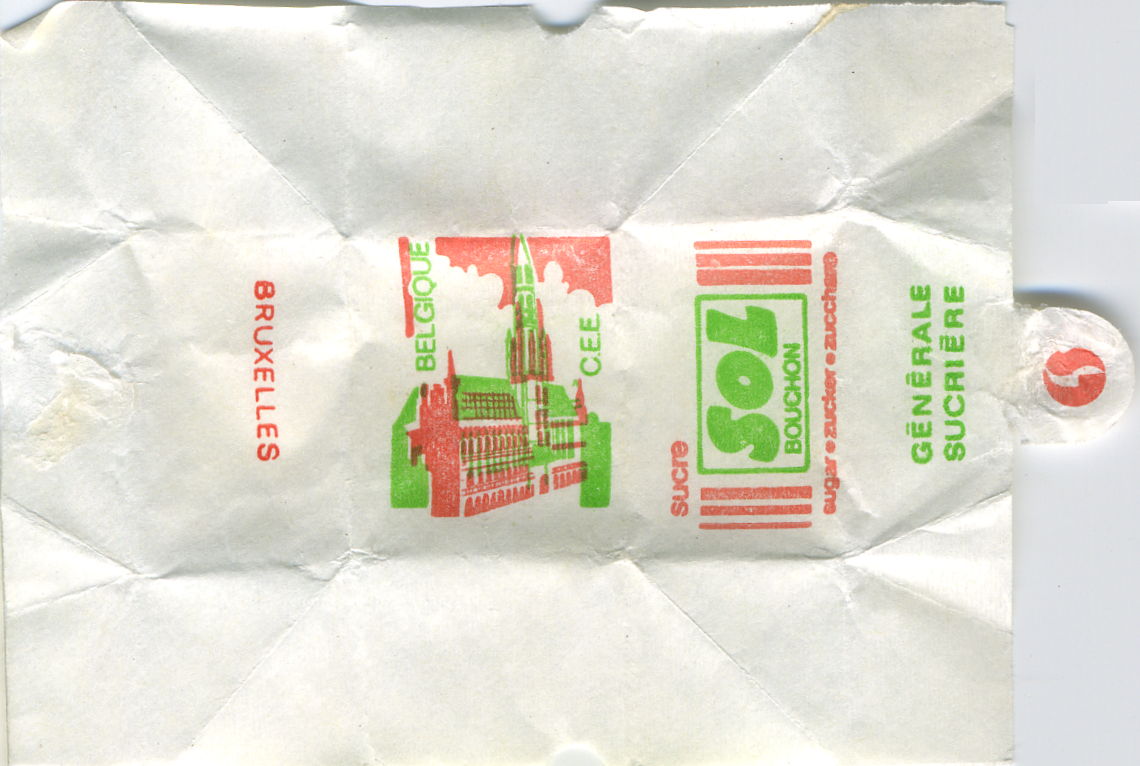 BRUXELLES
BELGIQUE
C.E.E.
sucre
SOL
BOUCHON
sugar • zucker • zucchero
GÉNÉRALE
SUCRIÈRE